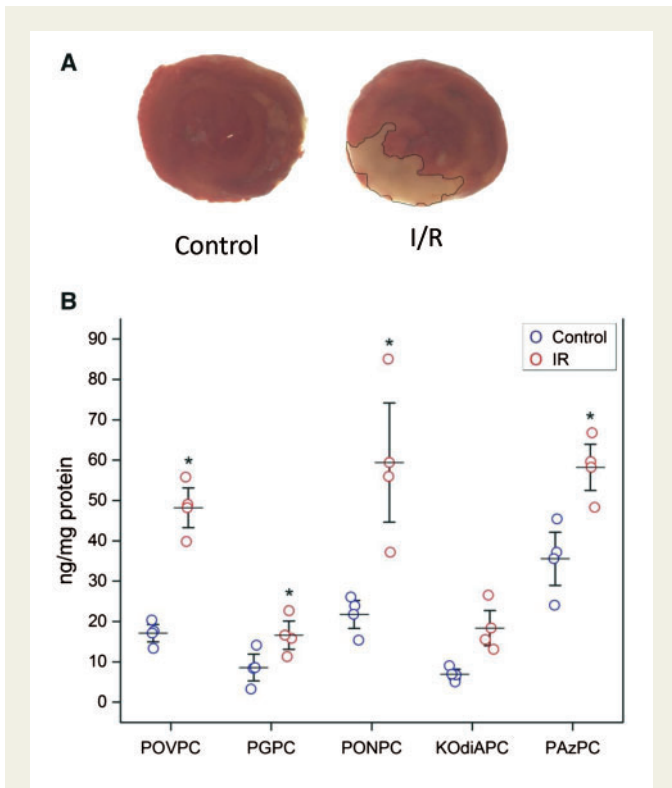 A
Control
I/R
B
ng/mg protein
90
80
70
60
50
40
30
20
10
0
Control
IR
*
*
*
*
POVPC
PGPC
PONPC
KOdiAPC
PAzPC